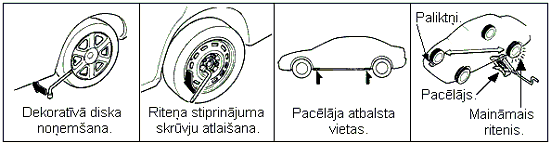 Dekoratīvā diska
noņemšana.
Riteņa stiprinājuma
skrūvju atlaišana.
Pacēlāja atbalsta
vietas.
Paliktņi.
Pacēlājs.
Maināmais
ritenis.